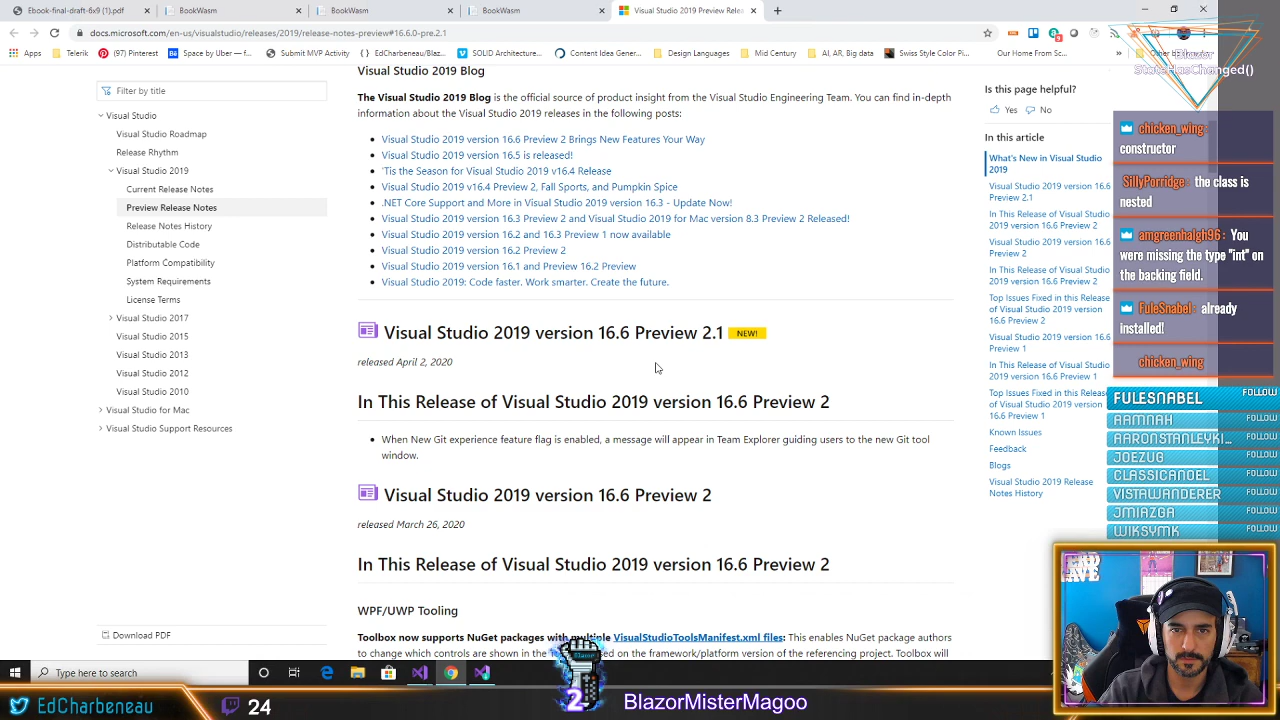 Ebook-final-draft-6x9 (1).pdf
BookWasm
BookWasm
BookWasm
Visual Studio 2019 Preview Rele
docs.microsoft.com/en-us/visualstudio/releases/2019/release-notes-preview#16.6.0-pre.2.1
Apps
Telerik
(97) Pinterest
Space by Uber — f...
Submit MVP Activity
EdCharbeneau/Blaz...
Content Idea Gener...
Design Languages
Mid Century
AI, AR, Big data
Swiss Style Color Pi...
Our Home From Sc...
»
Blazor
StateHasChanged()
Filter by title
Visual Studio
Visual Studio Roadmap
Release Rhythm
Visual Studio 2019
Current Release Notes
Preview Release Notes
Release Notes History
Distributable Code
Platform Compatibility
System Requirements
License Terms
Visual Studio 2017
Visual Studio 2015
Visual Studio 2013
Visual Studio 2012
Visual Studio 2010
Visual Studio for Mac
Visual Studio Support Resources
Download PDF
Visual Studio 2019 Blog
The Visual Studio 2019 Blog is the official source of product insight from the Visual Studio Engineering Team. You can find in-depth
information about the Visual Studio 2019 releases in the following posts:
• Visual Studio 2019 version 16.6 Preview 2 Brings New Features Your Way
• Visual Studio 2019 version 16.5 is released!
• 'Tis the Season for Visual Studio 2019 v16.4 Release
• Visual Studio 2019 v16.4 Preview 2, Fall Sports, and Pumpkin Spice
• .NET Core Support and More in Visual Studio 2019 version 16.3 - Update Now!
• Visual Studio 2019 version 16.3 Preview 2 and Visual Studio 2019 for Mac version 8.3 Preview 2 Released!
• Visual Studio 2019 version 16.2 and 16.3 Preview 1 now available
• Visual Studio 2019 version 16.2 Preview 2
• Visual Studio 2019 version 16.1 and Preview 16.2 Preview
• Visual Studio 2019: Code faster. Work smarter. Create the future.
Visual Studio 2019 version 16.6 Preview 2.1 NEW!
released April 2, 2020
In This Release of Visual Studio 2019 version 16.6 Preview 2
• When New Git experience feature flag is enabled, a message will appear in Team Explorer guiding users to the new Git tool
window.
Visual Studio 2019 version 16.6 Preview 2
released March 26, 2020
In This Release of Visual Studio 2019 version 16.6 Preview 2
WPF/UWP Tooling
Toolbox now supports NuGet packages with multiple VisualStudioToolsManifest.xml files: This enables NuGet package authors
to change which controls are shown in the
on the framework/platform version of the referencing project. Toolbox will
Is this page helpful?
Yes No
In this article
What's New in Visual Studio
2019
Visual Studio 2019 version 16.6
Preview 2.1
In This Release of Visual Studio
2019 version 16.6 Preview 2
Visual Studio 2019 version 16.6
Preview 2
In This Release of Visual Studio
2019 version 16.6 Preview 2
Top Issues Fixed in this Release
of Visual Studio 2019 version
16.6 Preview 2
Visual Studio 2019 version 16.6
Preview 1
In This Release of Visual Studio
2019 version 16.6 Preview 1
Top Issues Fixed in this Release
of Visual Studio 2019 version
16.6 Preview 1
Known Issues
Feedback
Blogs
Visual Studio 2019 Release
Notes History
chicken_wing:
constructor
SillyPorridge: the class is
nested
amgreenhalgh96: You
were missing the type "int" on
the backing field.
FuleSnabel: already
installed!
chicken_wing
FULESNABEL FOLLOW
AAMNAH FOLLOW
AARONSTANLEYKI... FOLLOW
JOEZUG FOLLOW
CLASSICANDEL FOLLOW
VISTAWANDERER FOLLOW
JMIAZGA FOLLOW
WIKSYMK FOLLOW
Type here to search
Blazor
2
EdCharbeneau
24
BlazorMisterMagoo